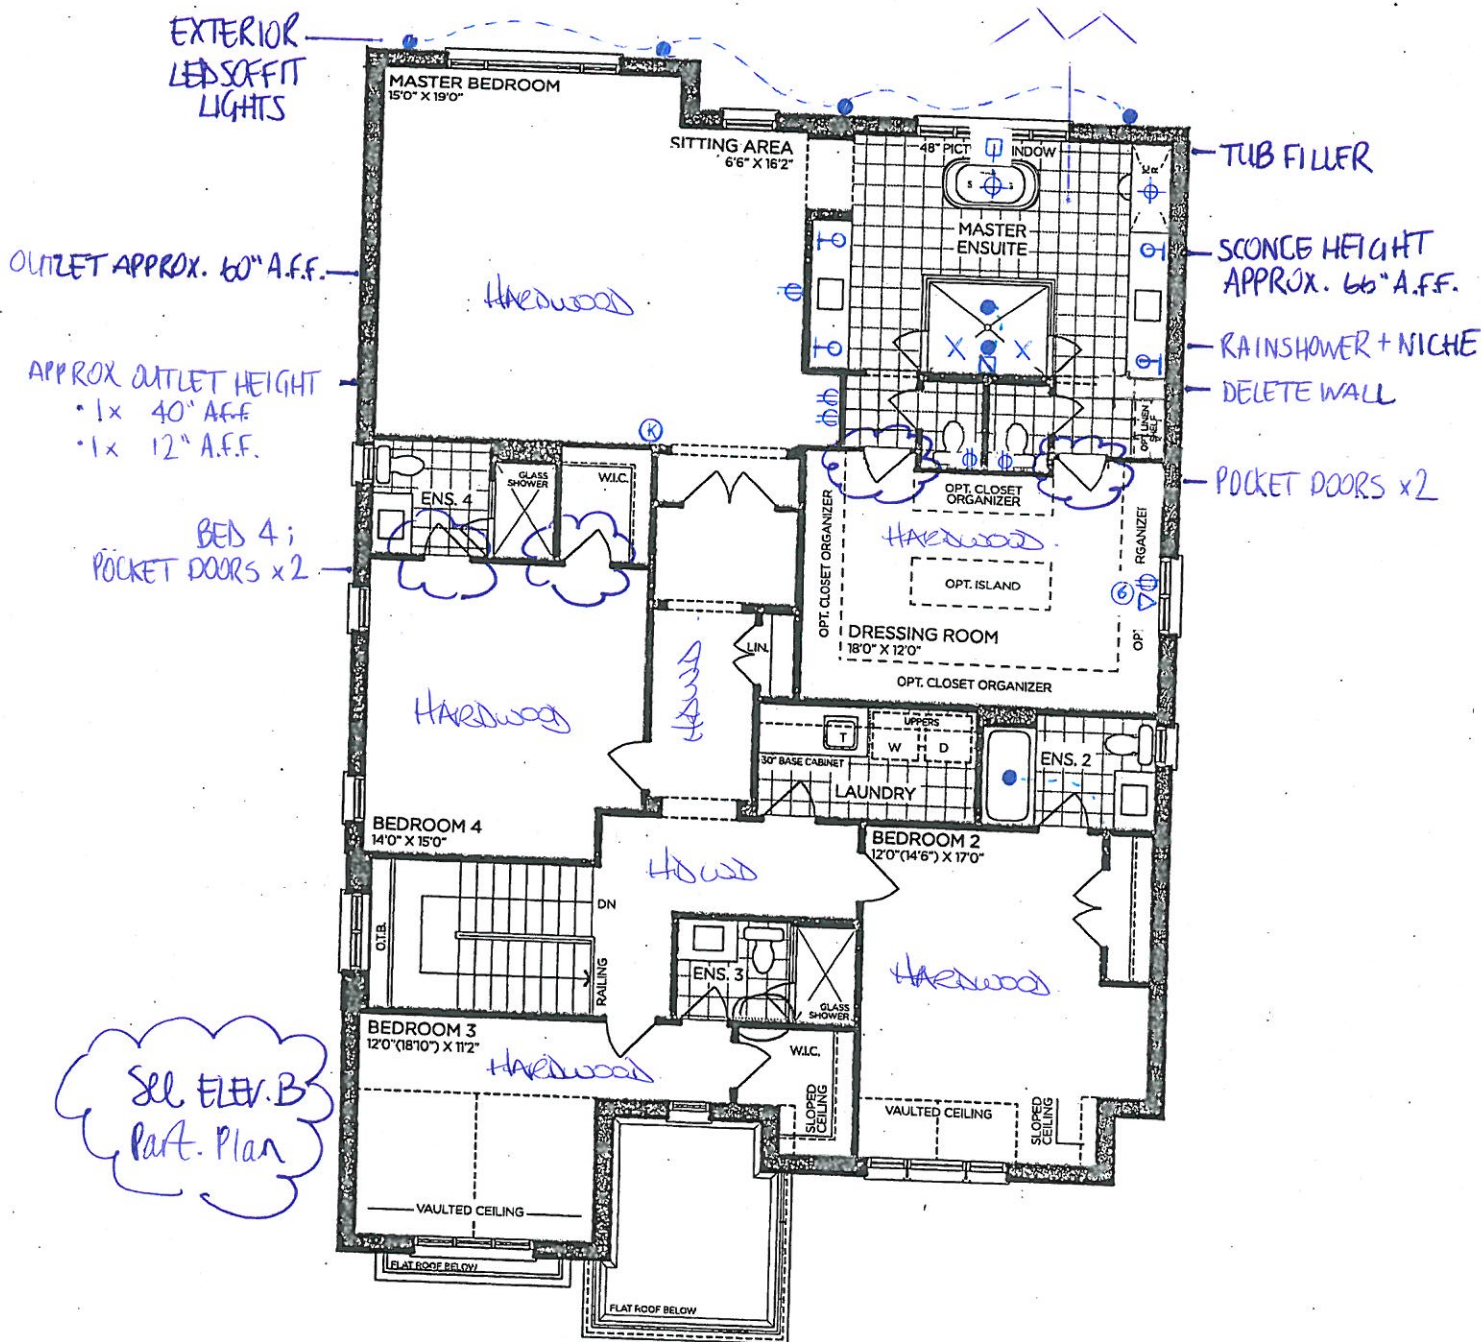 EXTERIOR
LED SOFFIT
LIGHTS
MASTER BEDROOM
15'0" X 19'0"
SITTING AREA
6'6" X 16'2"
48" PICT INDOW
TUB FILLER
MASTER
ENSUITE
OUTLET APPROX. 60" A.F.F.
SCONCE HEIGHT
APPROX. 66" A.F.F.
HARDWOOD
RAINSHOWER + NICHE
APPROX OUTLET HEIGHT
• 1x 40" A.F.F
• 1x 12" A.F.F.
DELETE WALL
OPT. LINEN
SHELF
K
GLASS
SHOWER
W.I.C.
ENS. 4
POCKET DOORS x2
OPT. CLOSET
ORGANIZER
BED 4;
POCKET DOORS x2
OPT. CLOSET ORGANIZER
HARDWOOD.
RGANIZE
OPT. ISLAND
6
OPT
DRESSING ROOM
18'0" X 12'0"
LIN.
OPT. CLOSET ORGANIZER
HARDWOOD
UPPERS
T
W
D
30" BASE CABINET
ENS. 2
LAUNDRY
BEDROOM 4
14'0" X 15'0"
BEDROOM 2
12'0"(14'6") X 17'0"
HDWD
DN
O.T.B.
RAILING
ENS. 3
GLASS
SHOWER
HARDWOOD
BEDROOM 3
12'0"(18'10") X 11'2"
HARDWOOD
W.I.C.
SLOPED
CEILING
VAULTED CEILING
SLOPED
CEILING
See ELEV. B
Part. Plan
VAULTED CEILING
FLAT ROOF BELOW
FLAT ROOF BELOW